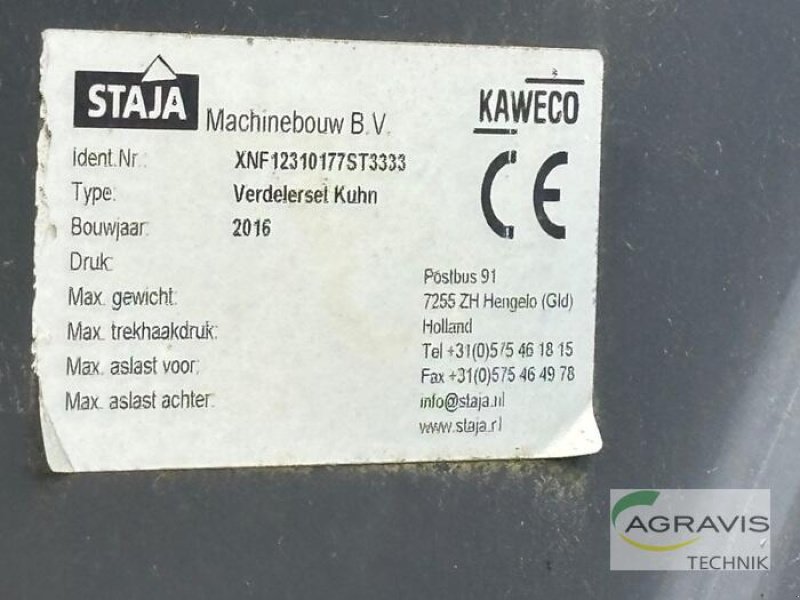 STAJA Machinebouw B.V.
KAWECO
Ident.Nr.: XNF12310177ST3333
Type: Verdelerset Kuhn
Bouwjaar: 2016
Druk:
Max. gewicht:
Max. trekhaakdruk:
Max. aslast voor:
Max. aslast achter:
CE
Postbus 91
7255 ZH Hengelo (Gld)
Holland
Tel +31(0)575 46 18 15
Fax +31(0)575 46 49 78
info@staja.nl
www.staja.nl
AGRAVIS
TECHNIK